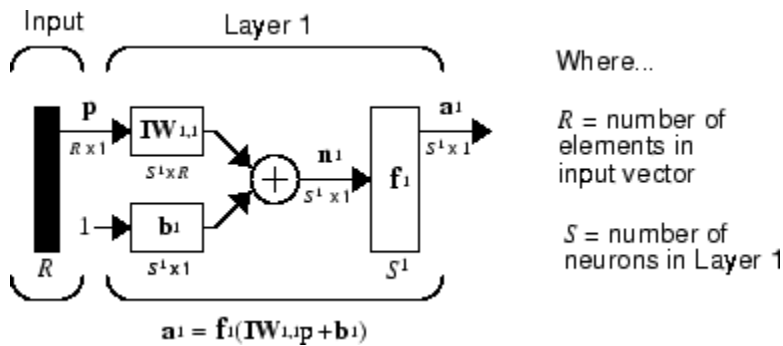 Input
Layer 1
Where...
p
R x 1
IW1,1
S¹ x R
n¹
S¹ x 1
a¹
S¹ x 1
f¹
1
b¹
S¹ x 1
R
S¹
R = number of
elements in
input vector
S = number of
neurons in Layer 1
a¹ = f¹(IW1,1p + b¹)